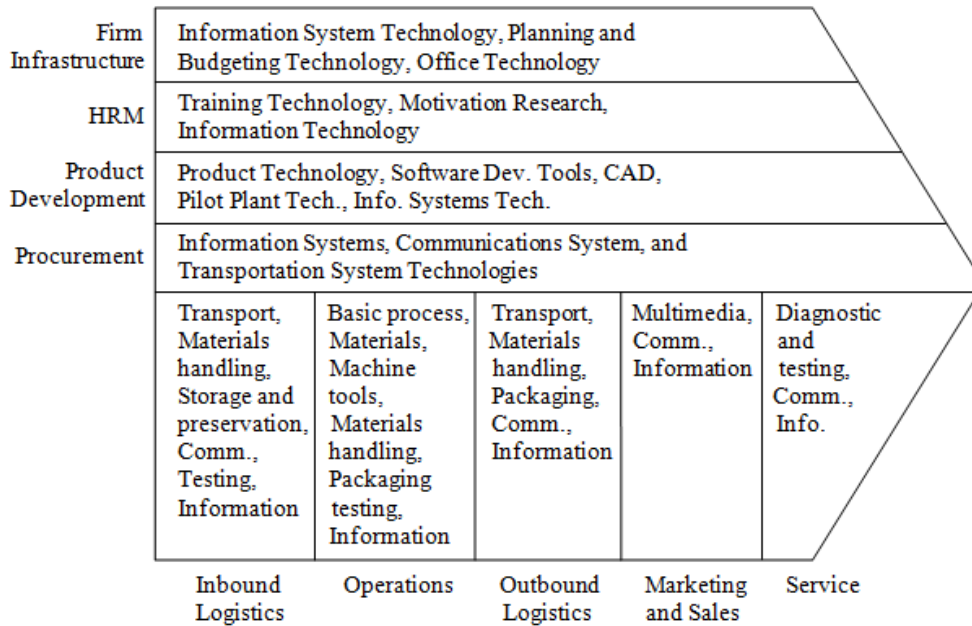 Firm
Infrastructure
Information System Technology, Planning and
Budgeting Technology, Office Technology
HRM
Training Technology, Motivation Research,
Information Technology
Product
Development
Product Technology, Software Dev. Tools, CAD,
Pilot Plant Tech., Info. Systems Tech.
Procurement
Information Systems, Communications System, and
Transportation System Technologies
Transport,
Materials
handling,
Storage and
preservation,
Comm.,
Testing,
Information
Basic process,
Materials,
Machine
tools,
Materials
handling,
Packaging
testing,
Information
Transport,
Materials
handling,
Packaging,
Comm.,
Information
Multimedia,
Comm.,
Information
Diagnostic
and
testing,
Comm.,
Info.
Inbound
Logistics
Operations
Outbound
Logistics
Marketing
and Sales
Service